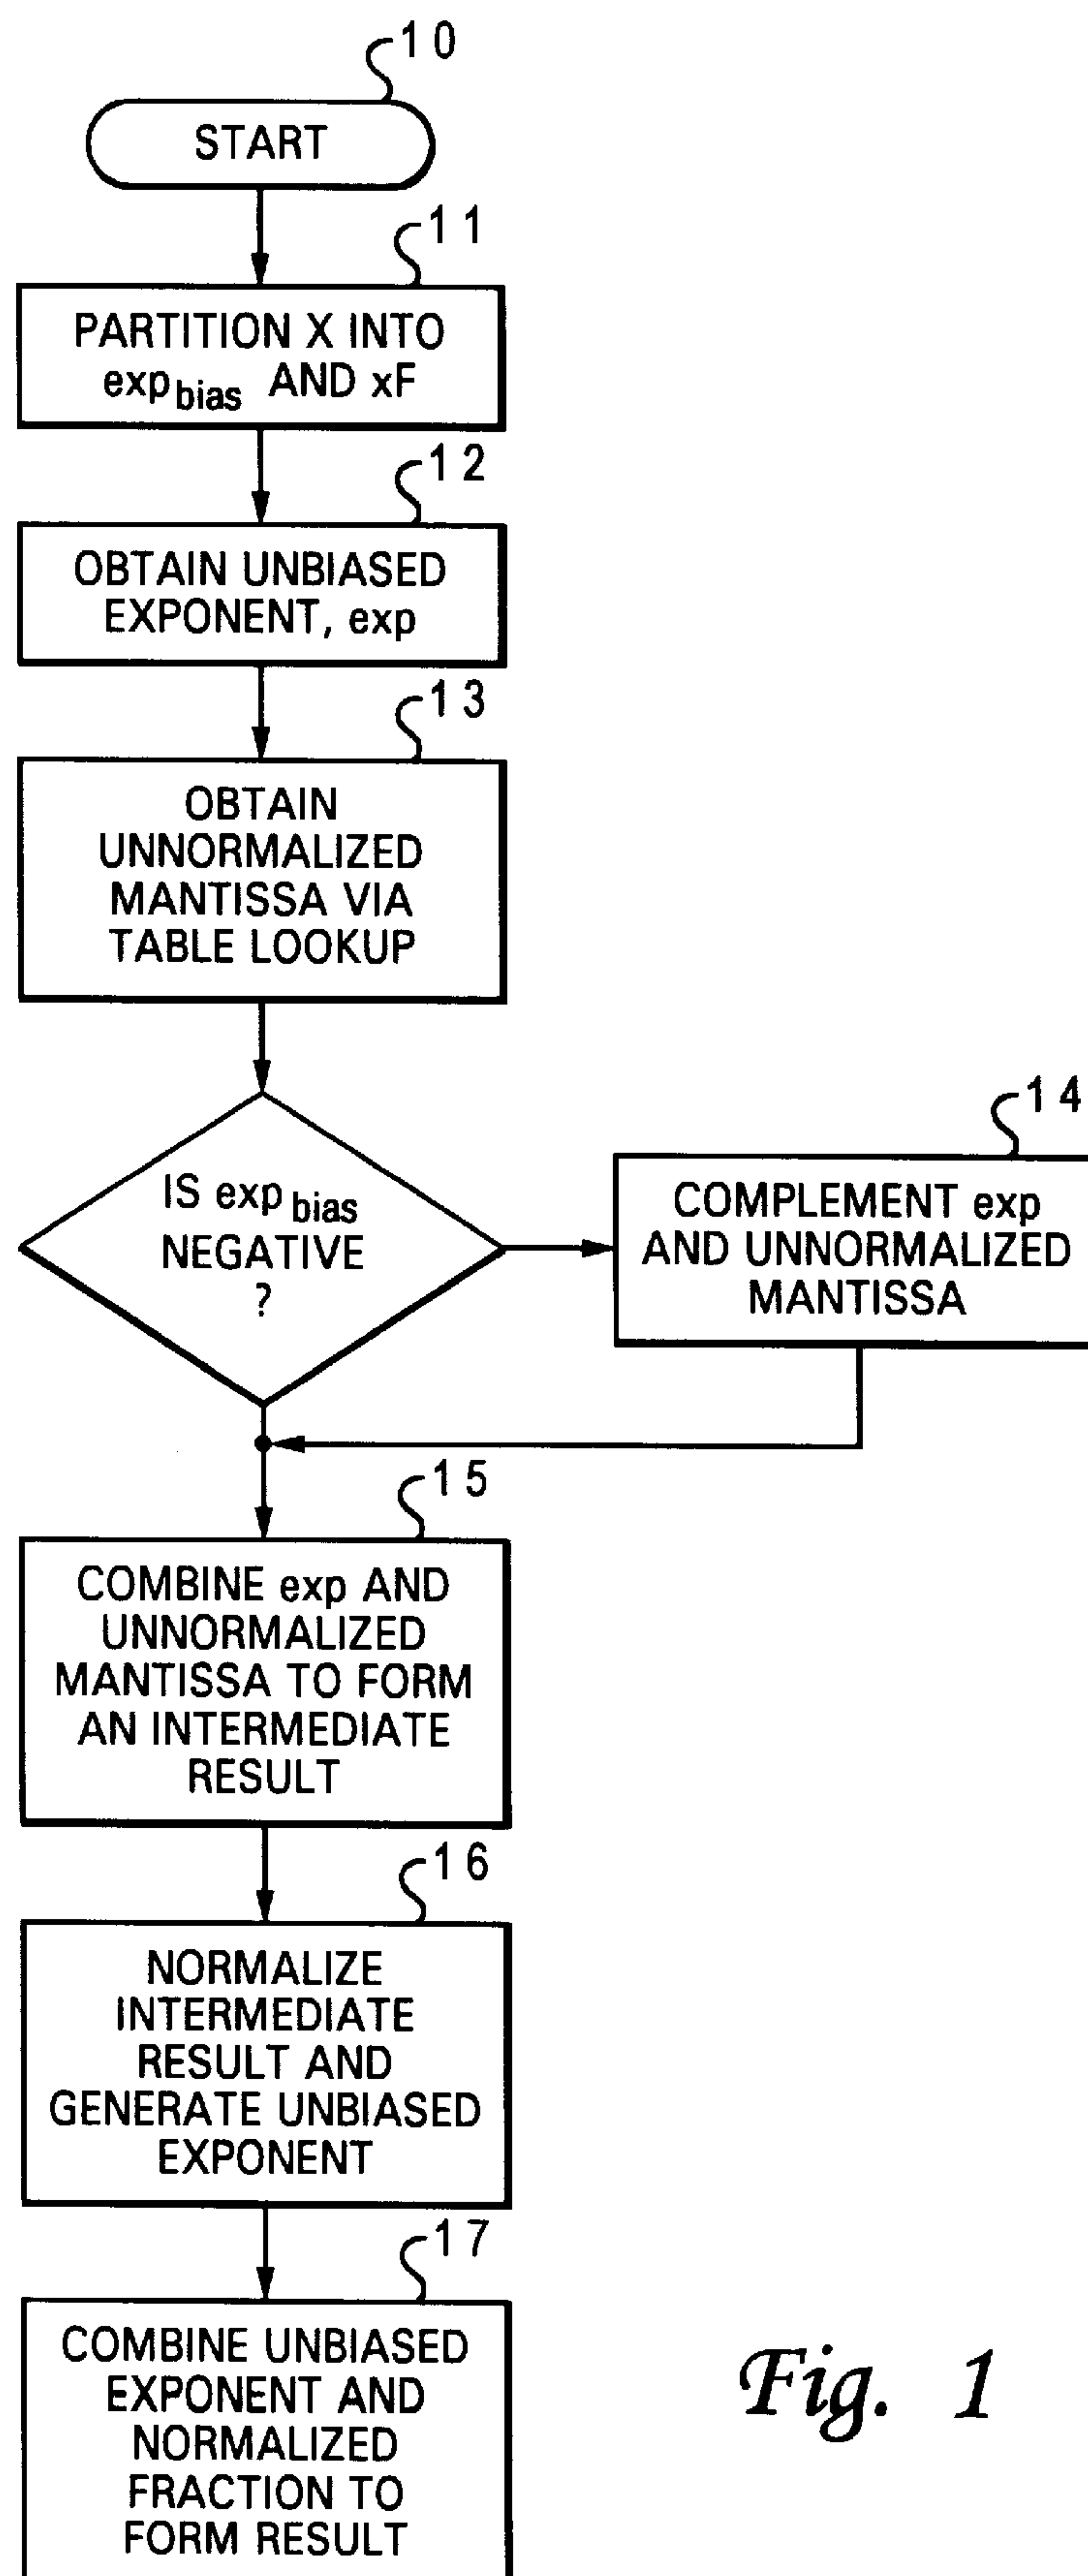 10
START
11
PARTITION X INTO
exp bias AND xF
12
OBTAIN UNBIASED
EXPONENT, exp
13
OBTAIN
UNNORMALIZED
MANTISSA VIA
TABLE LOOKUP
IS exp bias
NEGATIVE
?
14
COMPLEMENT exp
AND UNNORMALIZED
MANTISSA
15
COMBINE exp AND
UNNORMALIZED
MANTISSA TO FORM
AN INTERMEDIATE
RESULT
16
NORMALIZE
INTERMEDIATE
RESULT AND
GENERATE UNBIASED
EXPONENT
17
COMBINE UNBIASED
EXPONENT AND
NORMALIZED
FRACTION TO
FORM RESULT
Fig. 1